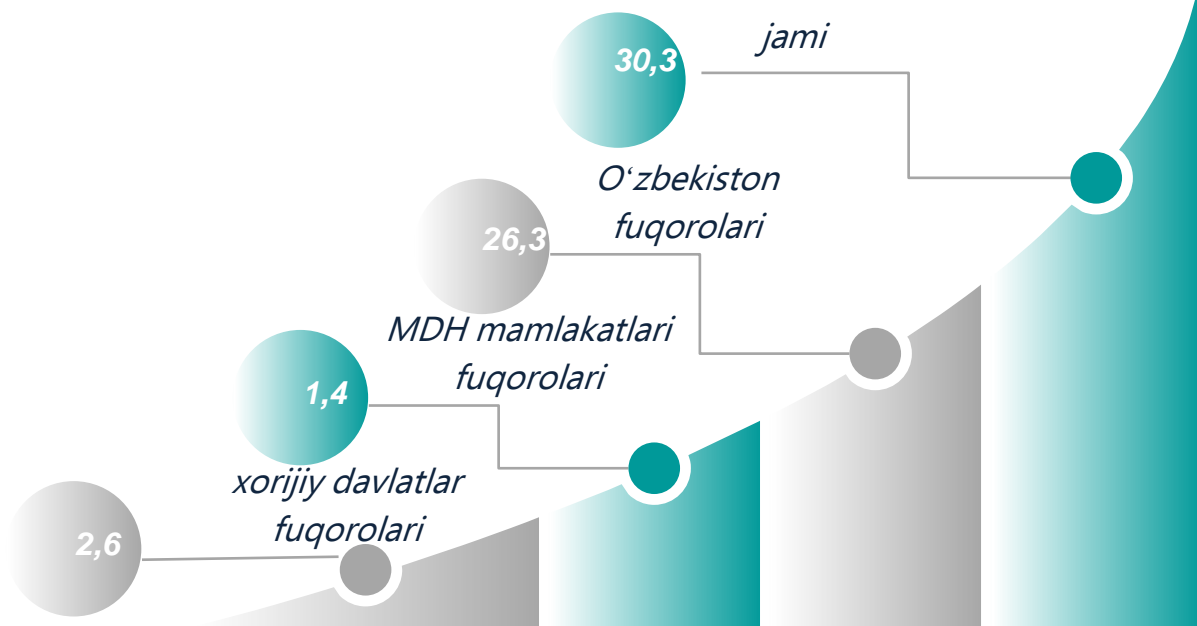 30,3
jami
26,3
O‘zbekiston
fuqorolari
1,4
MDH mamlakatlari
fuqorolari
2,6
xorijiy davlatlar
fuqorolari